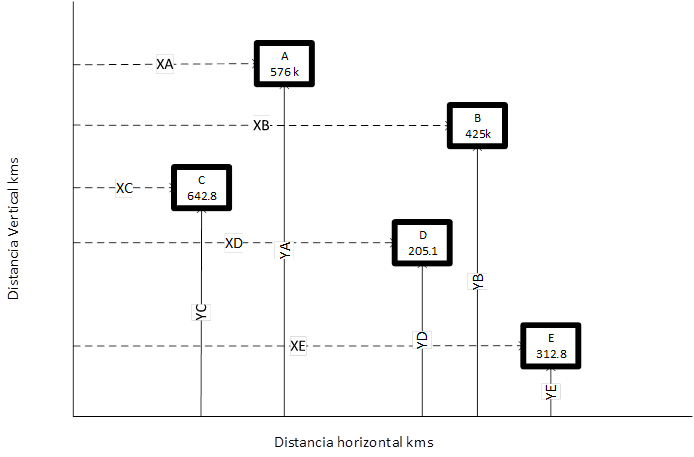 A
576 k
XA
B
425k
XB
C
642.8
XC
D
205.1
XD
YA
YB
YC
YD
E
312.8
XE
YE
Distancia Vertical kms
Distancia horizontal kms